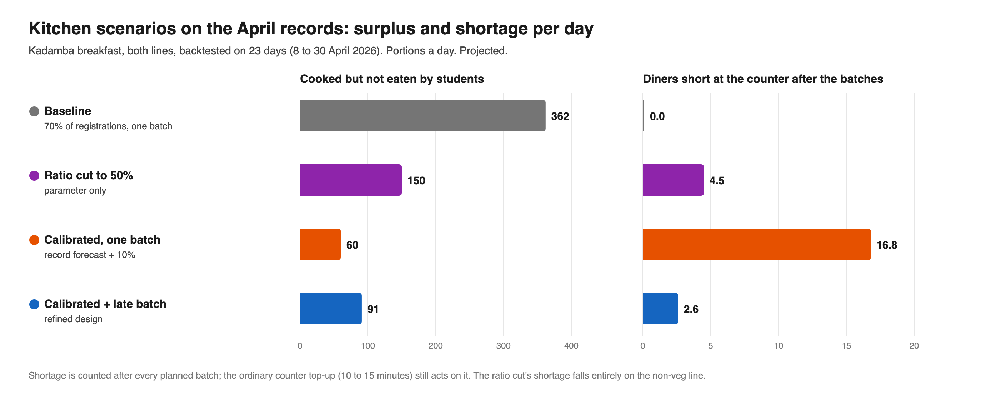 Kitchen scenarios on the April records: surplus and shortage per day
Kadamba breakfast, both lines, backtested on 23 days (8 to 30 April 2026). Portions a day. Projected.
Cooked but not eaten by students
Diners short at the counter after the batches
Baseline
70% of registrations, one batch
362
0.0
Ratio cut to 50%
parameter only
150
4.5
Calibrated, one batch
record forecast + 10%
60
16.8
Calibrated + late batch
refined design
91
2.6
0 100 200 300 400
0 5 10 15 20
Shortage is counted after every planned batch; the ordinary counter top-up (10 to 15 minutes) still acts on it. The ratio cut's shortage falls entirely on the non-veg line.